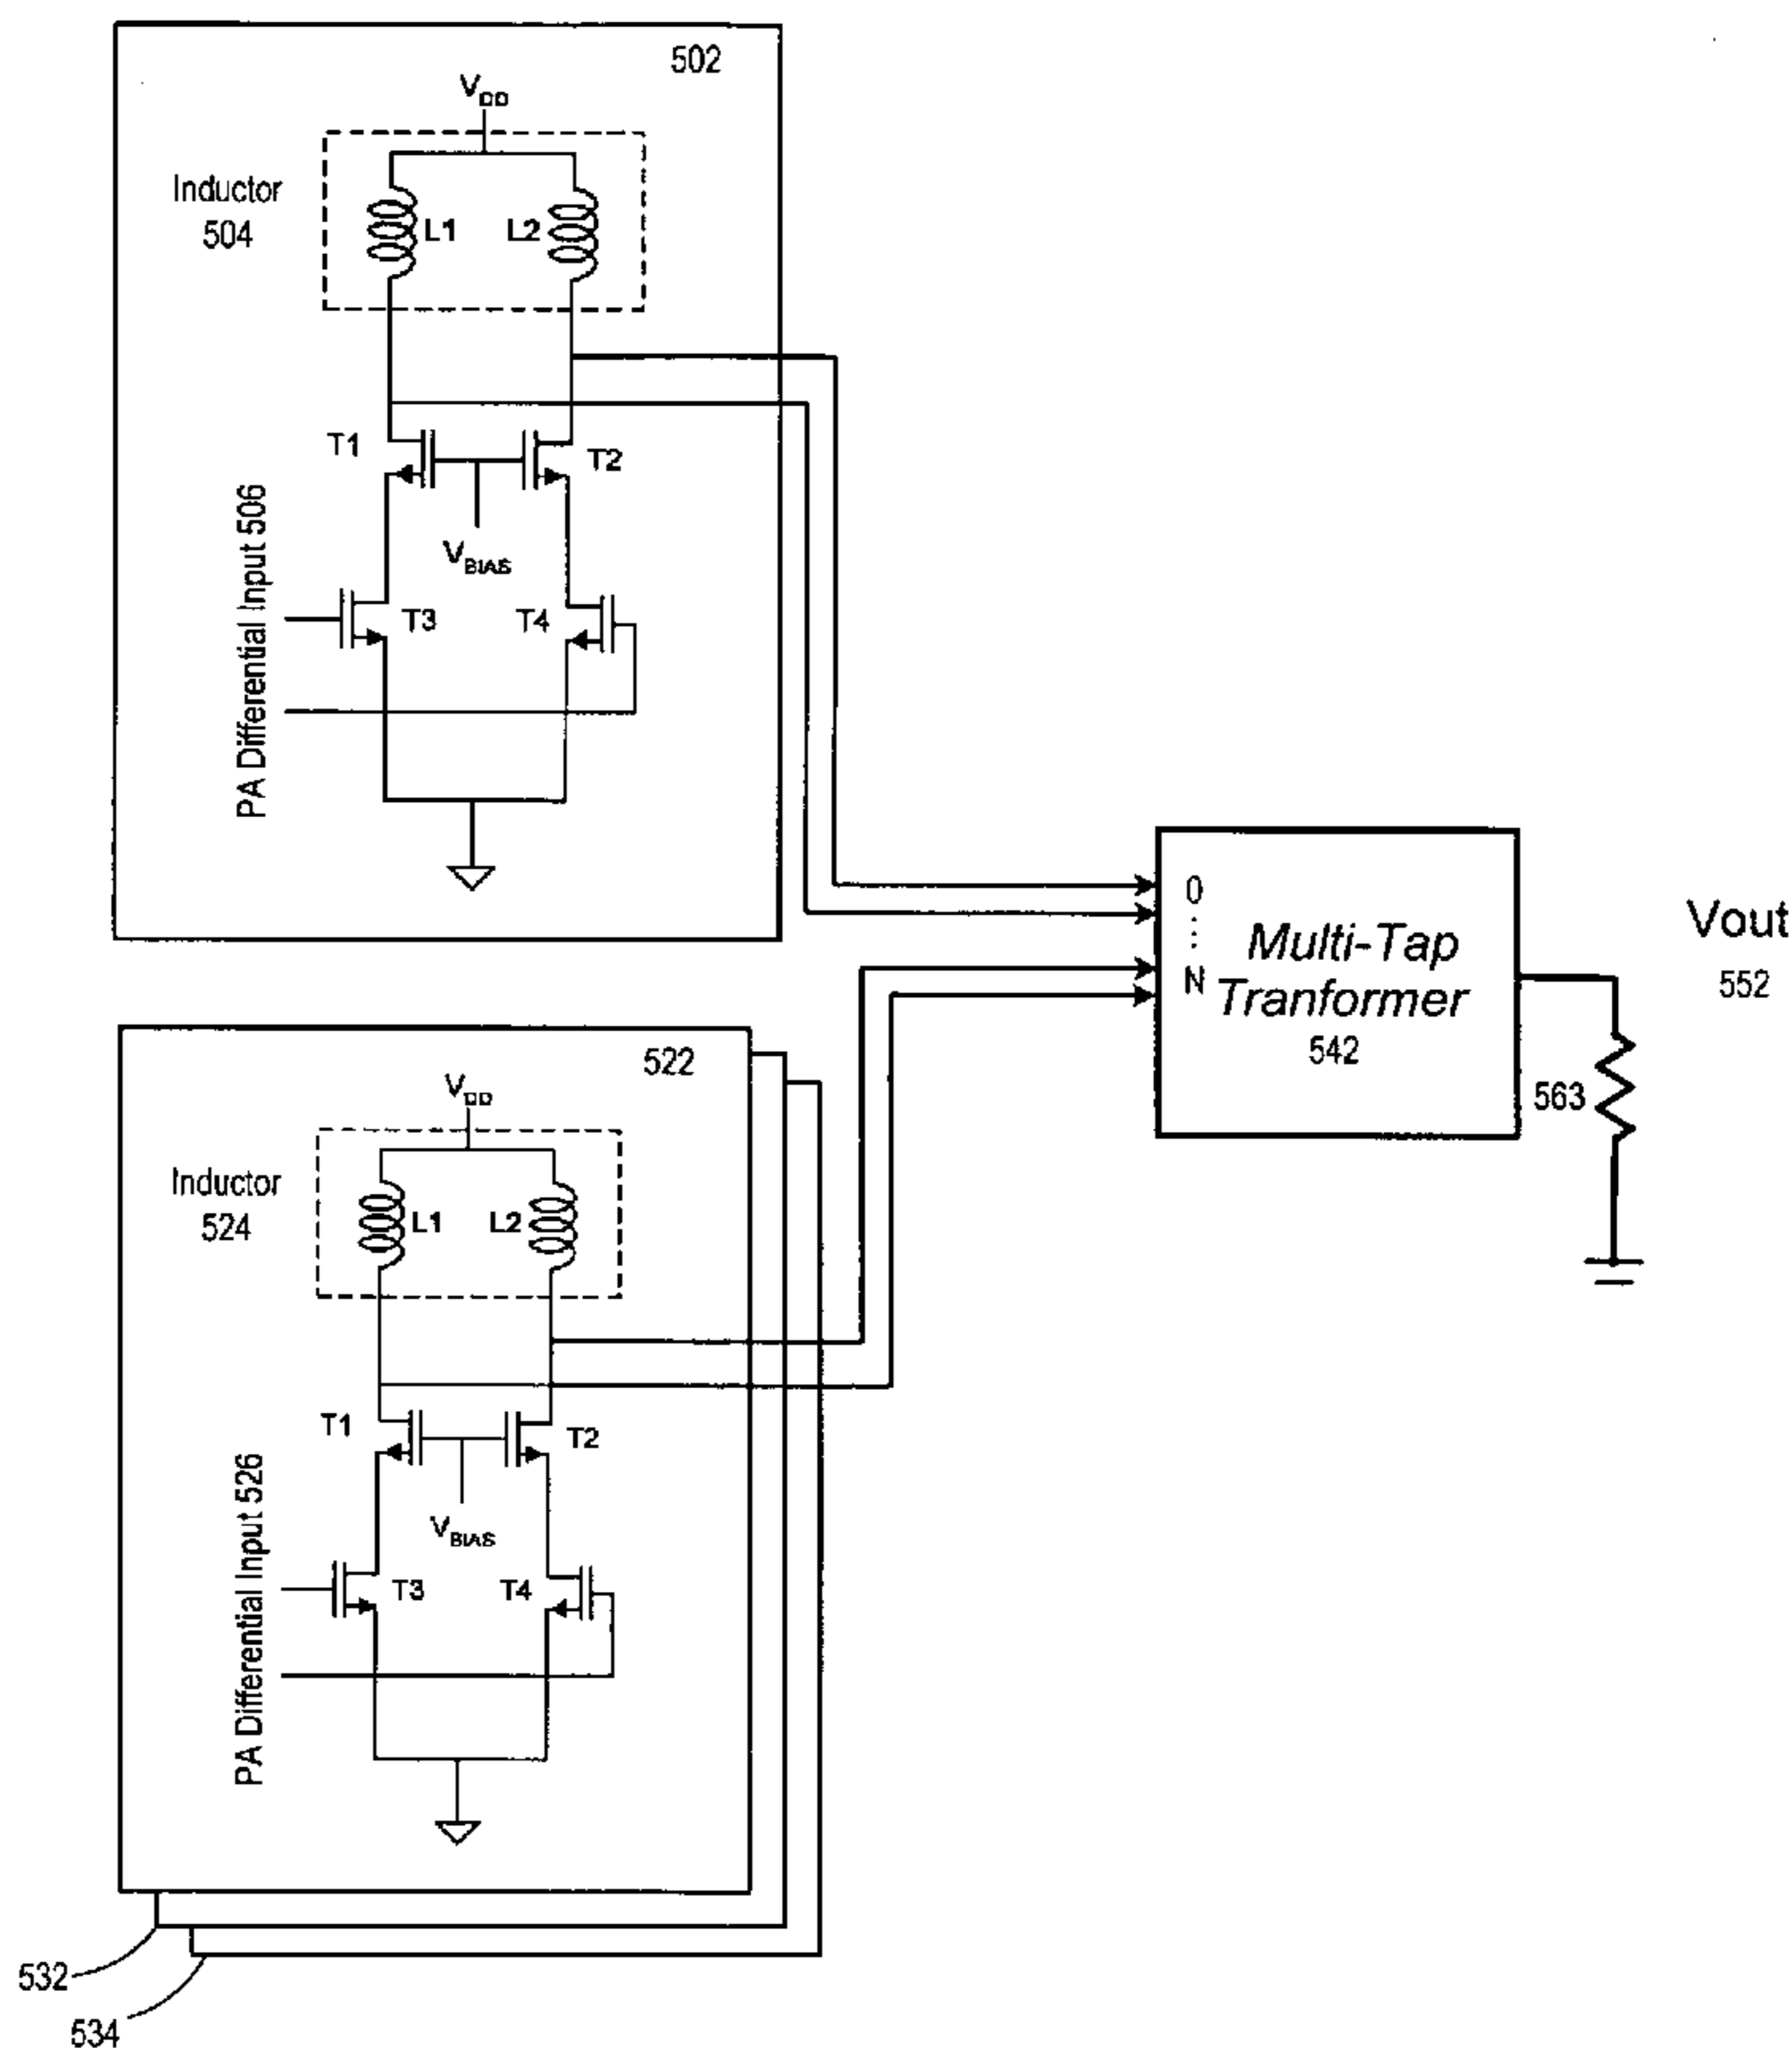 502
VDD
Inductor
504
L1
L2
T1
T2
VBIAS
PA Differential Input 506
T3
T4
0
⋮
N
Multi-Tap
Tranformer
542
Vout
552
563
522
VDD
Inductor
524
L1
L2
T1
T2
VBIAS
PA Differential Input 526
T3
T4
532
534